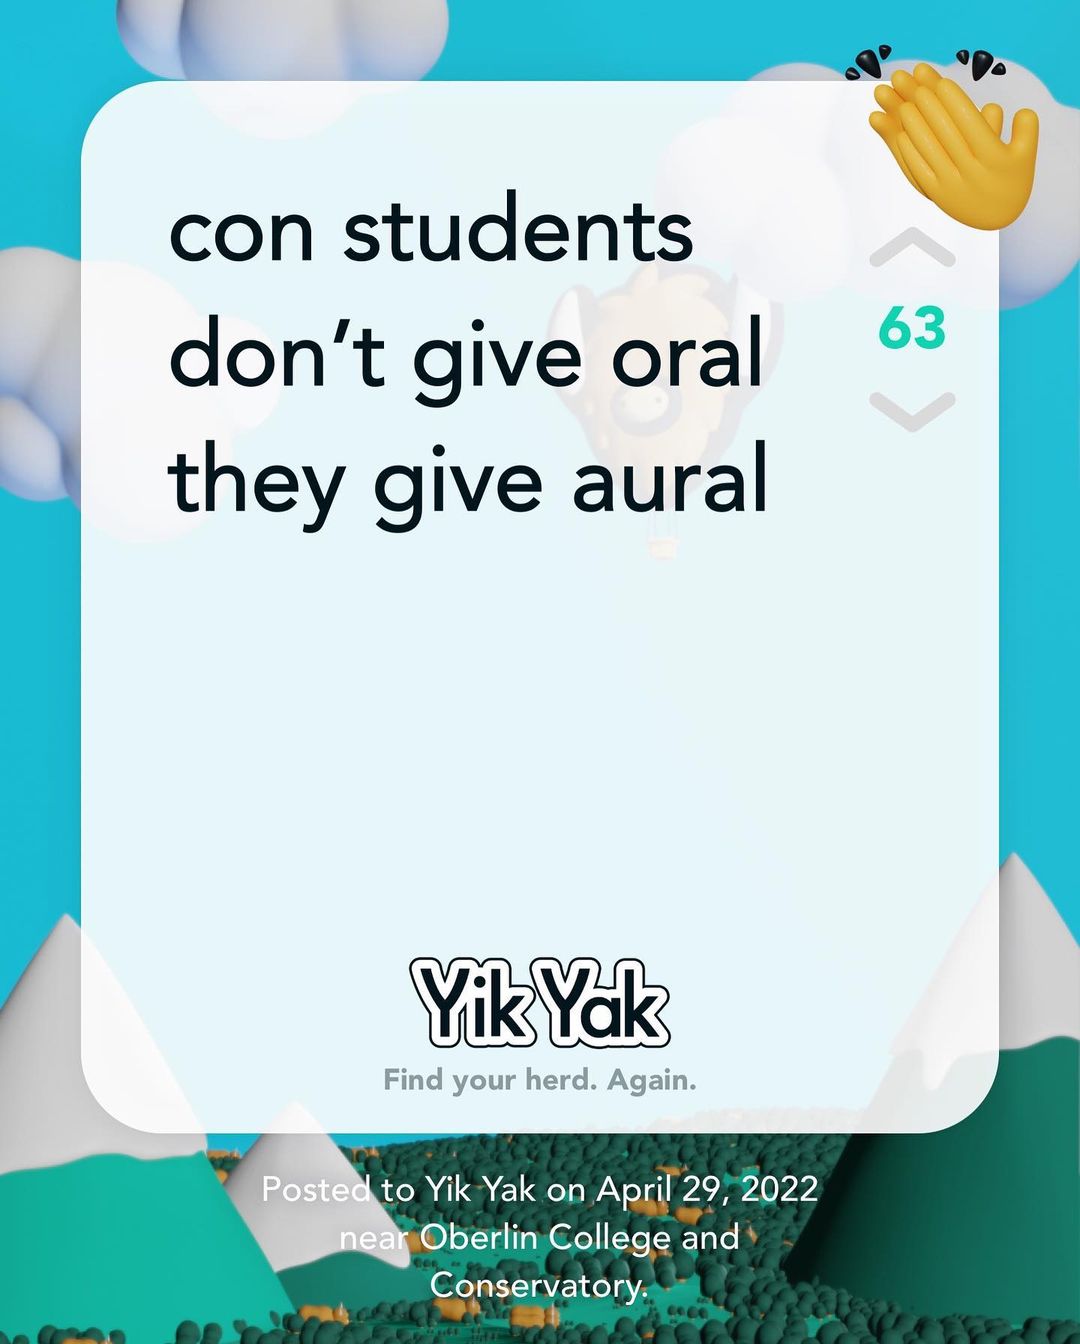 con students
63
don’t give oral
they give aural
Yik Yak
Find your herd. Again.
Posted to Yik Yak on April 29, 2022
near Oberlin College and
Conservatory.